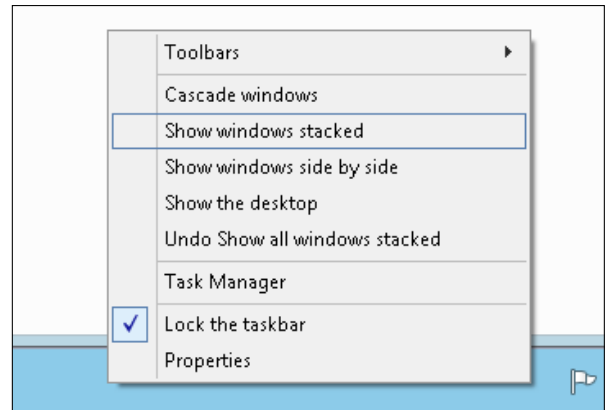 Toolbars
Cascade windows
Show windows stacked
Show windows side by side
Show the desktop
Undo Show all windows stacked
Task Manager
Lock the taskbar
Properties